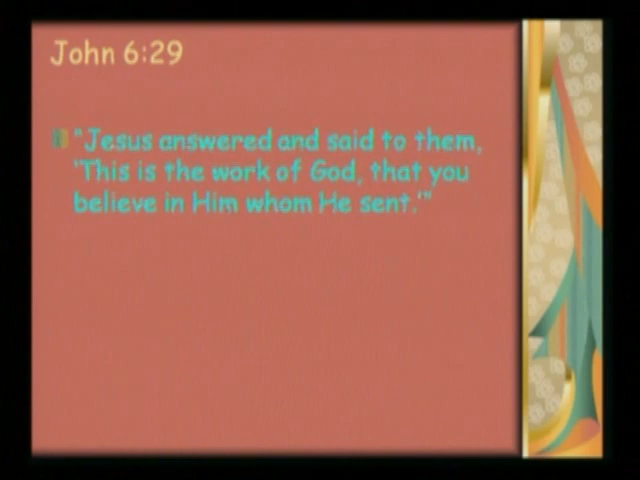 John 6:29
"Jesus answered and said to them,
'This is the work of God, that you
believe in Him whom He sent.'"